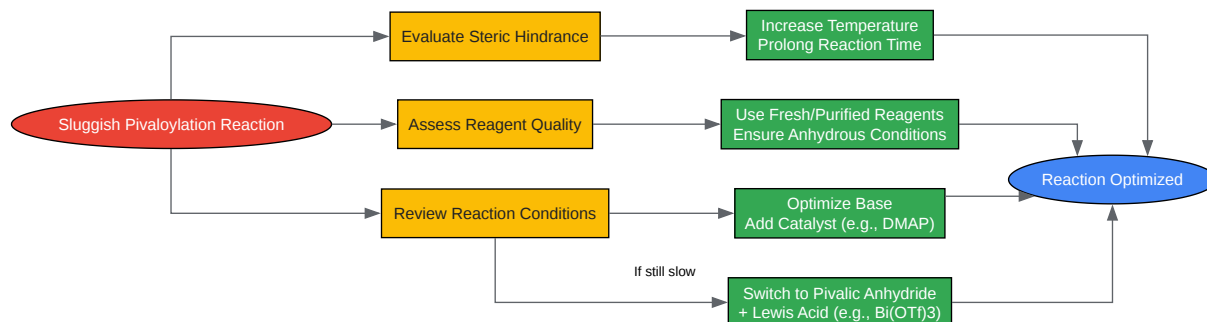 Evaluate Steric Hindrance
Increase Temperature
Prolong Reaction Time
Sluggish Pivaloylation Reaction
Assess Reagent Quality
Use Fresh/Purified Reagents
Ensure Anhydrous Conditions
Reaction Optimized
Review Reaction Conditions
Optimize Base
Add Catalyst (e.g., DMAP)
If still slow
Switch to Pivalic Anhydride
+ Lewis Acid (e.g., Bi(OTf)3)